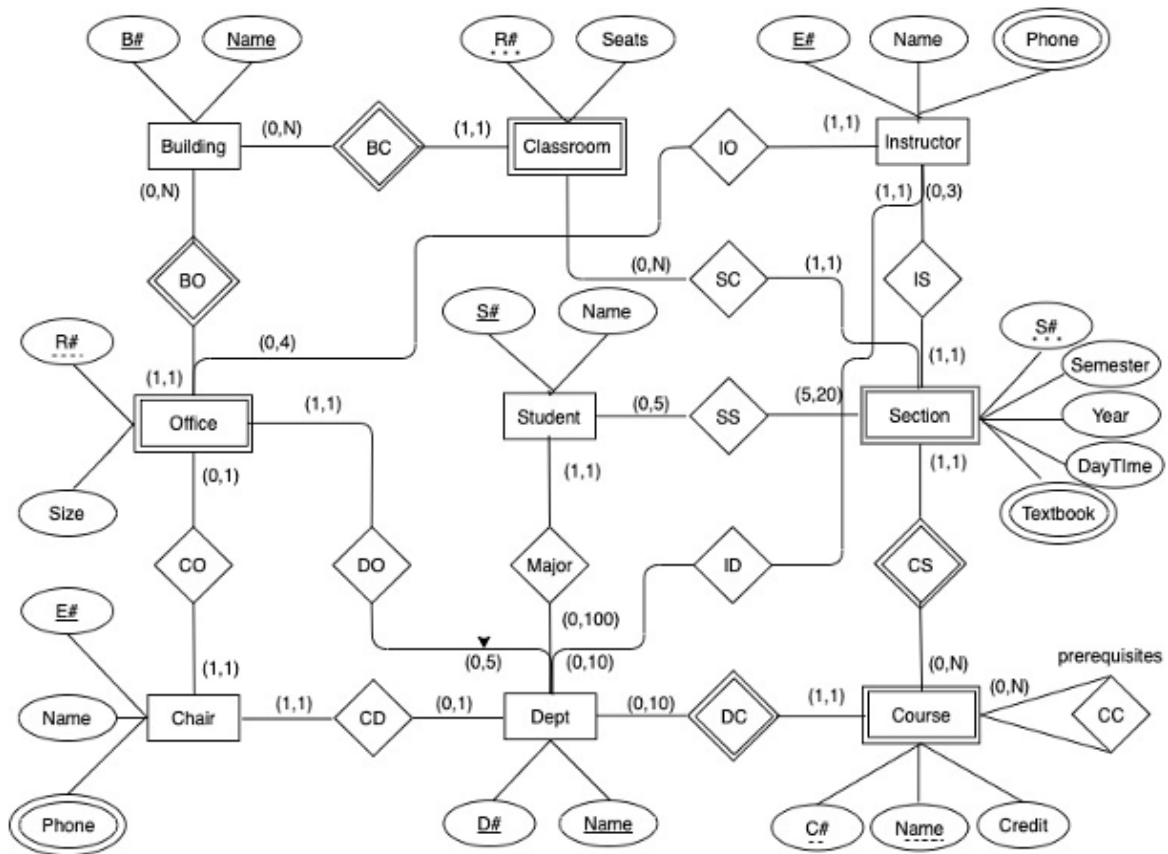 B#
Name
R#
Seats
E#
Name
Phone
(0,N)
(1,1)
(1,1)
Building
BC
Classroom
IO
Instructor
(0,N)
(1,1)
(0,3)
BO
(0,N)
SC
(1,1)
IS
S#
Name
R#
(0,4)
S#
(1,1)
(1,1)
Semester
(1,1)
(0,5)
(5,20)
Office
Student
SS
Section
Year
(0,1)
(1,1)
(1,1)
DayTIme
Size
Textbook
CO
DO
Major
ID
CS
E#
(0,100)
(1,1)
(0,5)
(0,10)
(0,N)
prerequisites
(0,N)
Name
Chair
(1,1)
CD
(0,1)
Dept
(0,10)
DC
(1,1)
Course
CC
Phone
D#
Name
C#
Name
Credit